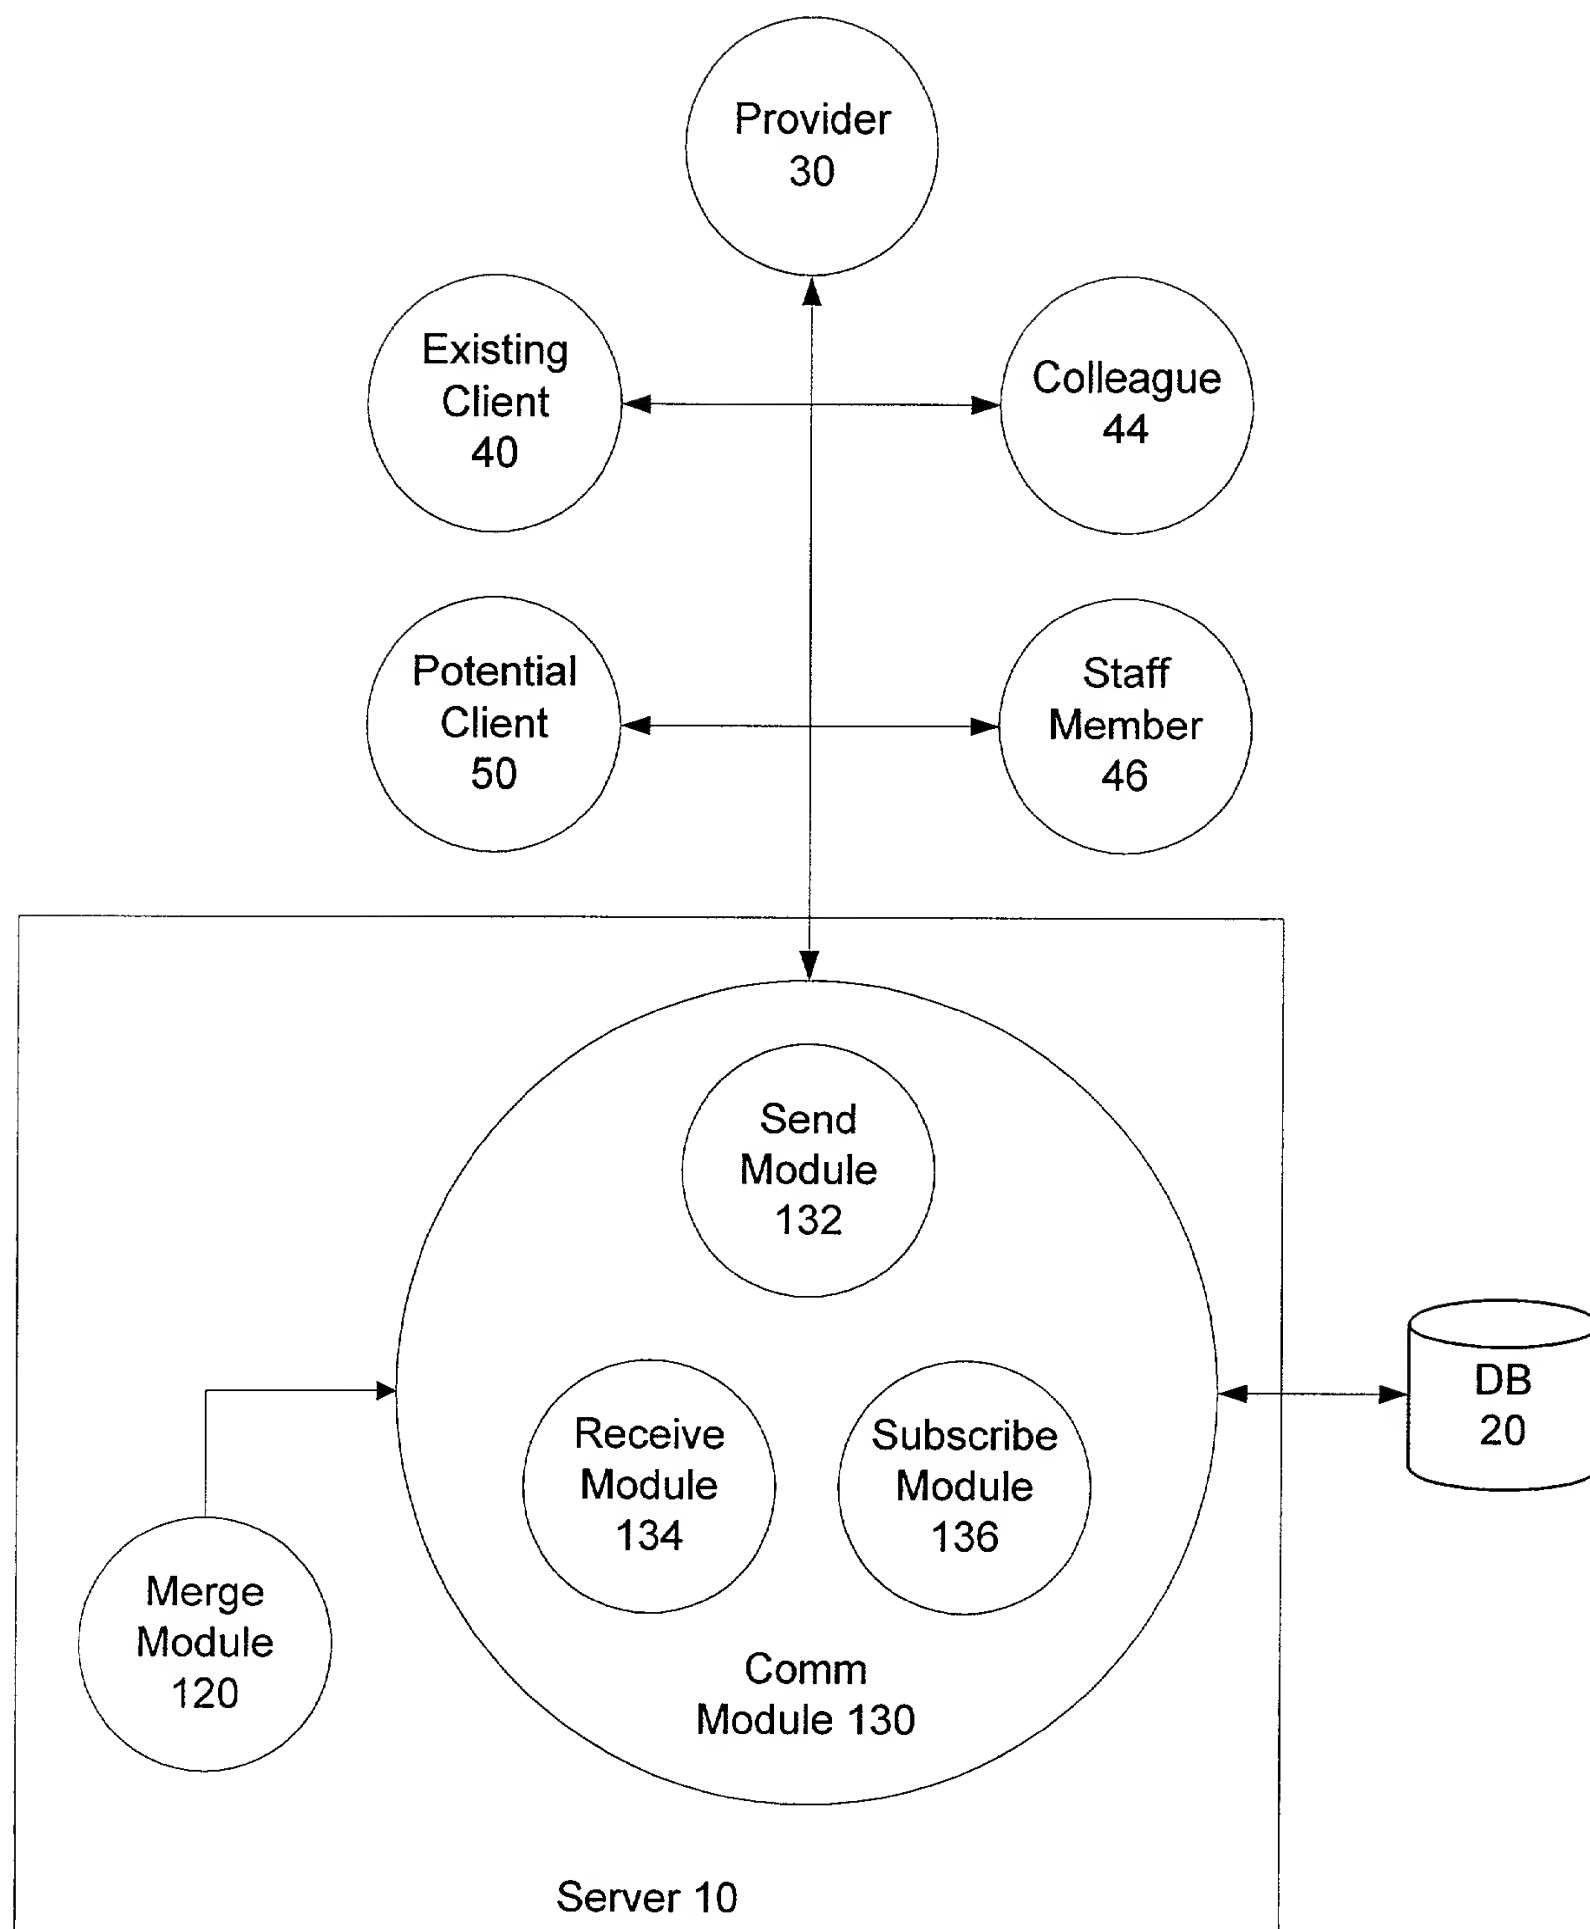 Provider
30
Existing
Client
40
Colleague
44
Potential
Client
50
Staff
Member
46
Send
Module
132
Receive
Module
134
Subscribe
Module
136
DB
20
Merge
Module
120
Comm
Module 130
Server 10